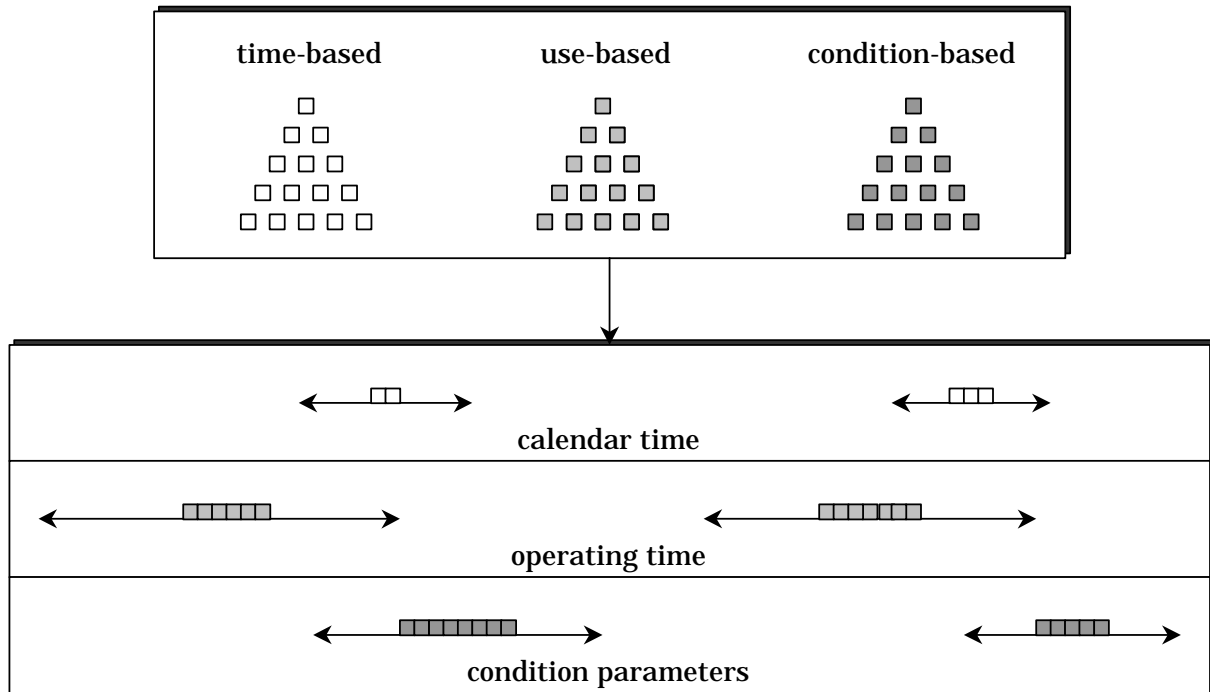 time-based use-based condition-based
calendar time
operating time
condition parameters